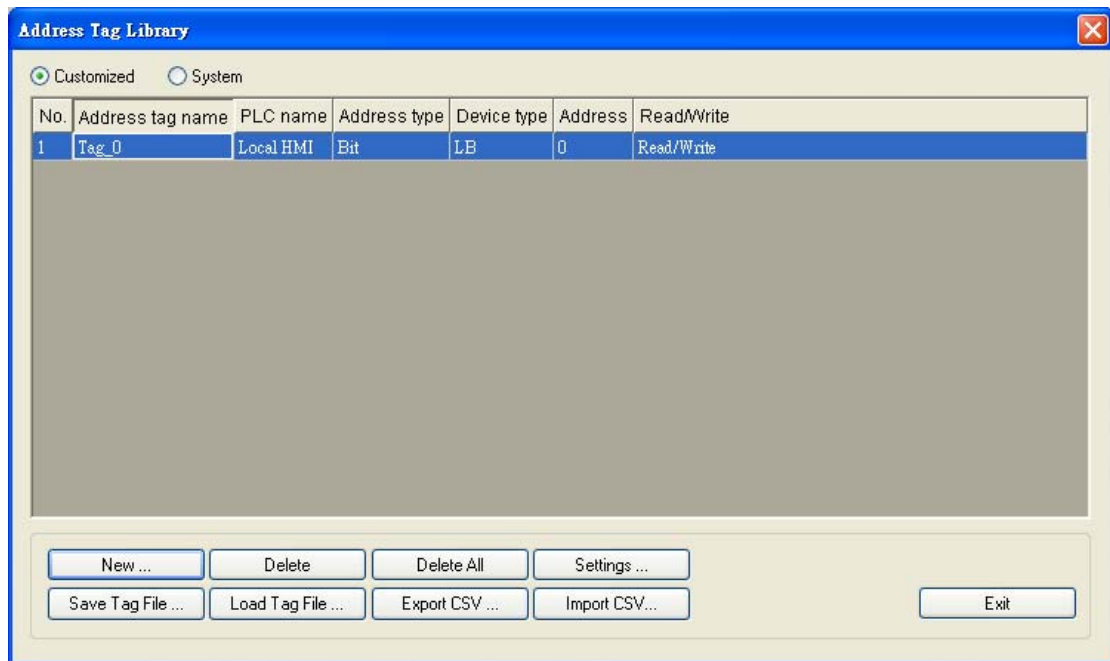 Address Tag Library
Customized System
No. Address tag name PLC name Address type Device type Address Read/Write
1 Tag_0 Local HMI Bit LB 0 Read/Write
New ... Delete Delete All Settings ...
Save Tag File ... Load Tag File ... Export CSV ... Import CSV... Exit